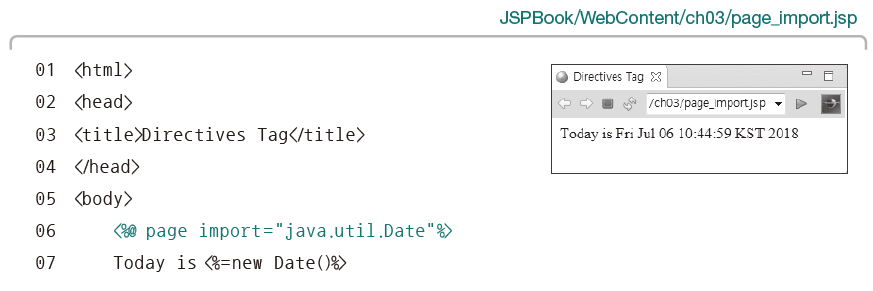 JSPBook/WebContent/ch03/page_import.jsp
01 <html>
02 <head>
03 <title>Directives Tag</title>
04 </head>
05 <body>
06 <%@ page import="java.util.Date"%>
07 Today is <%=new Date()%>
Directives Tag
/ch03/page_import.jsp
Today is Fri Jul 06 10:44:59 KST 2018